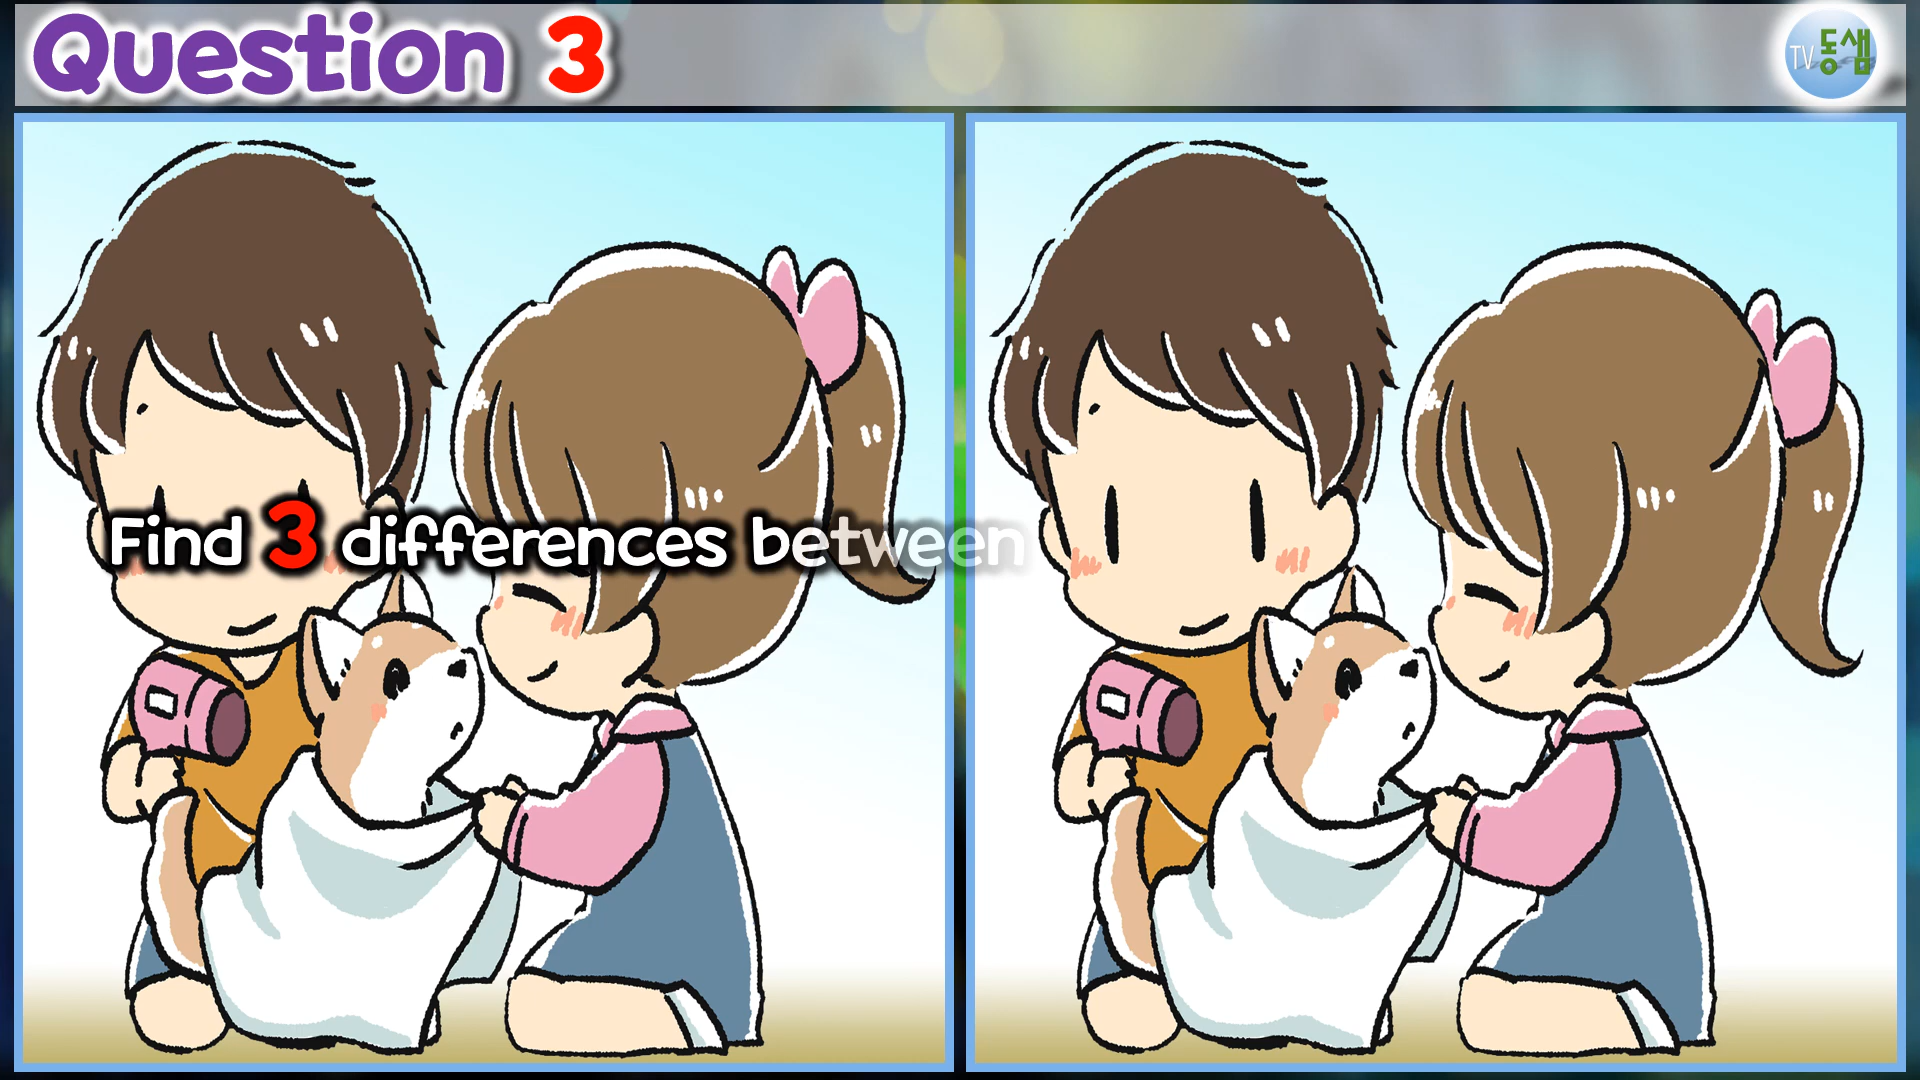 Question 3
TV동샘
Find 3 differences between